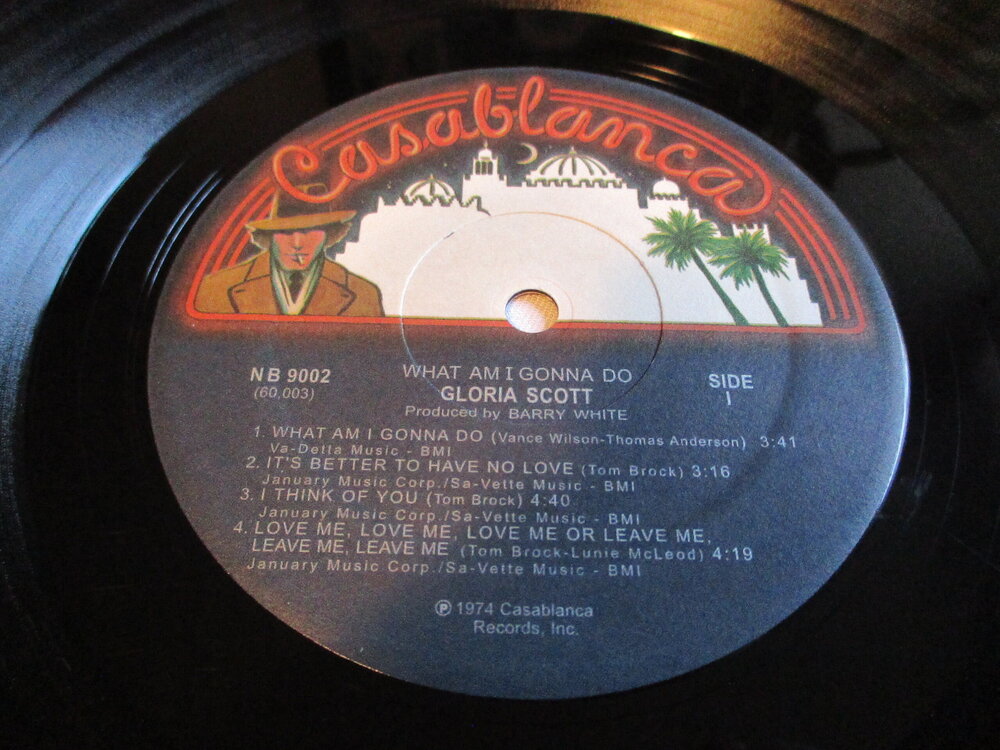 Casablanca
NB 9002
(60,003)
WHAT AM I GONNA DO
GLORIA SCOTT
Produced by BARRY WHITE
SIDE
I
1. WHAT AM I GONNA DO (Vance Wilson-Thomas Anderson) 3:41
Va-Detta Music - BMI
2. IT'S BETTER TO HAVE NO LOVE (Tom Brock) 3:16
January Music Corp./Sa-Vette Music - BMI
3. I THINK OF YOU (Tom Brock) 4:40
January Music Corp./Sa-Vette Music - BMI
4. LOVE ME, LOVE ME, LOVE ME OR LEAVE ME,
LEAVE ME, LEAVE ME (Tom Brock-Lunie McLeod) 4:19
January Music Corp./Sa-Vette Music - BMI
℗ 1974 Casablanca
Records, Inc.